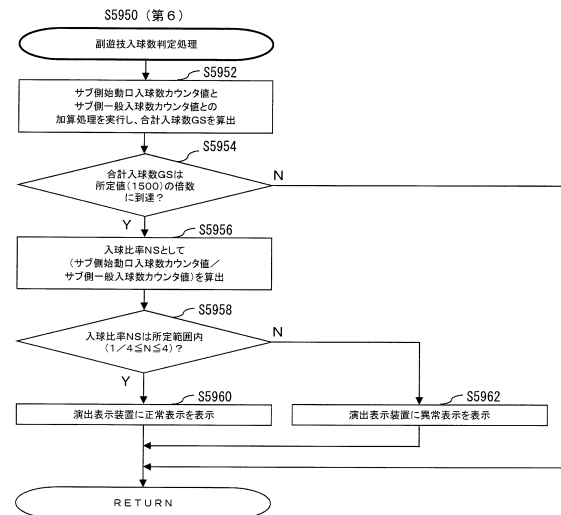 S5950（第６）
副遊技入球数判定処理
S5952
サブ側始動口入球数カウンタ値と
サブ側一般入球数カウンタ値との
加算処理を実行し、合計入球数GSを算出
S5954
合計入球数GSは
所定値(1500)の倍数
に到達？
N
Y
S5956
入球比率NSとして
(サブ側始動口入球数カウンタ値／
サブ側一般入球数カウンタ値)を算出
S5958
入球比率NSは所定範囲内
(1／4≦N≦4)？
N
Y
S5960
演出表示装置に正常表示を表示
S5962
演出表示装置に異常表示を表示
RETURN